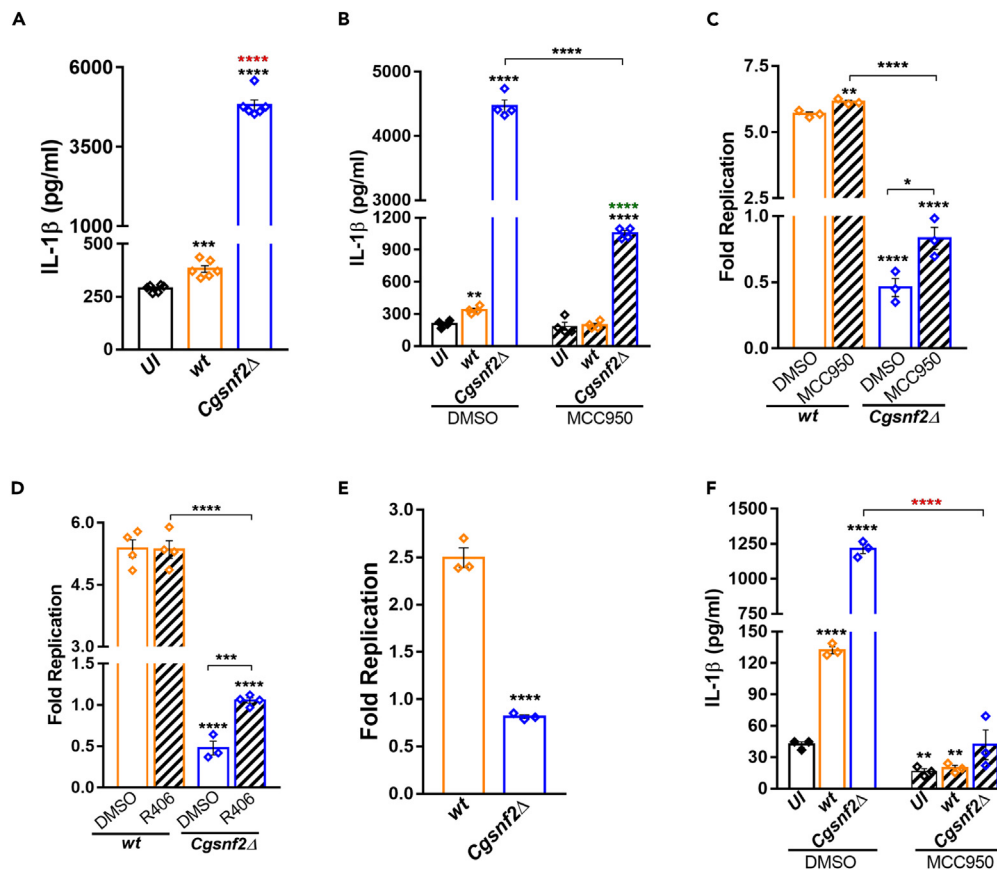 A
IL-1β (pg/ml)
6000
3500
1000
500
250
0
****
****
***
UI
wt
Cgsnf2Δ
B
IL-1β (pg/ml)
5000
4000
3000
1200
900
600
300
0
****
****
****
****
**
UI
wt
Cgsnf2Δ
UI
wt
Cgsnf2Δ
DMSO
MCC950
C
Fold Replication
7.5
6.0
4.5
1.0
0.5
0.0
****
**
*
****
****
DMSO
MCC950
DMSO
MCC950
wt
Cgsnf2Δ
D
Fold Replication
6.0
4.5
3.0
1.5
1.0
0.5
0.0
****
***
****
****
DMSO
R406
DMSO
R406
wt
Cgsnf2Δ
E
Fold Replication
3.0
2.5
2.0
1.5
1.0
0.5
0.0
****
wt
Cgsnf2Δ
F
IL-1β (pg/ml)
1500
1250
1000
750
150
120
90
60
30
0
****
****
****
**
**
UI
wt
Cgsnf2Δ
UI
wt
Cgsnf2Δ
DMSO
MCC950